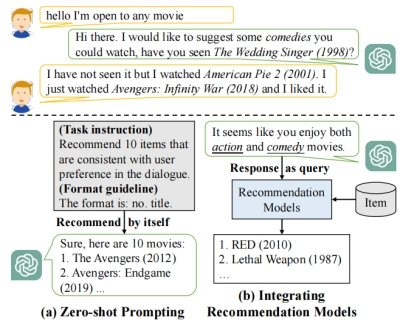 hello I'm open to any movie
Hi there. I would like to suggest some comedies you
could watch, have you seen The Wedding Singer (1998)?
I have not seen it but I watched American Pie 2 (2001). I
just watched Avengers: Infinity War (2018) and I liked it.
(Task instruction)
Recommend 10 items that
are consistent with user
preference in the dialogue.
(Format guideline)
The format is: no. title.
Recommend by itself
Sure, here are 10 movies:
1. The Avengers (2012)
2. Avengers: Endgame
(2019) ...
(a) Zero-shot Prompting
It seems like you enjoy both
action and comedy movies.
Response as query
Recommendation
Models
Item
1. RED (2010)
2. Lethal Weapon (1987)
...
(b) Integrating
Recommendation Models